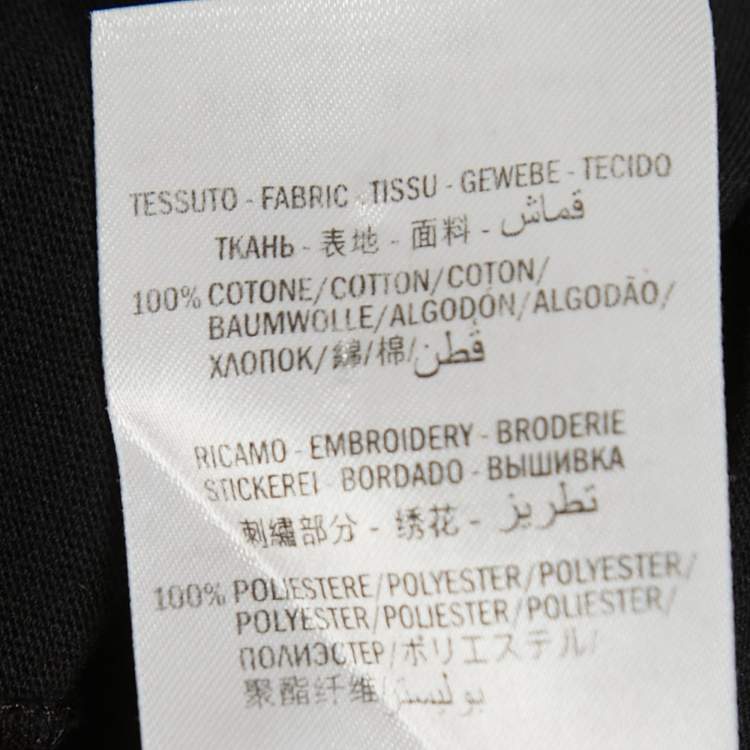 TESSUTO - FABRIC - TISSU - GEWEBE - TECIDO
ТКАНЬ - 表地 - 面料 - قماش
100% COTONE/COTTON/COTON/
BAUMWOLLE/ALGODÓN/ALGODÃO/
ХЛОПОК/綿/棉/قطن
RICAMO - EMBROIDERY - BRODERIE
STICKEREI - BORDADO - ВЫШИВКА
刺繍部分 - 绣花 - تطريز
100% POLIESTERE/POLYESTER/POLYESTER/
POLYESTER/POLIESTER/POLIESTER/
ПОЛИЭСТЕР/ポリエステル/
聚酯纤维/بوليستر